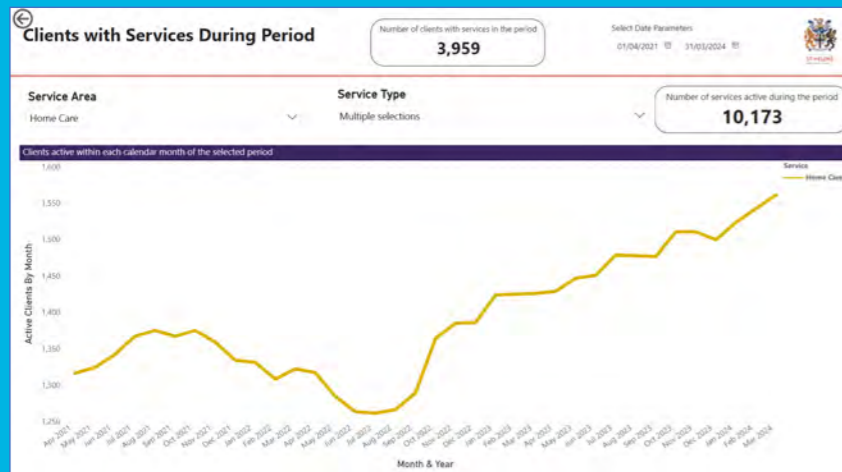 Clients with Services During Period
Number of clients with services in the period
3,959
Select Date Parameters
01/04/2021 31/03/2024
ST HELENS
Service Area
Home Care
Service Type
Multiple selections
Number of services active during the period
10,173
Clients active within each calendar month of the selected period
Service
Home Care
Active Clients By Month
1,600
1,550
1,500
1,450
1,400
1,350
1,300
1,250
Apr 2021
May 2021
Jun 2021
Jul 2021
Aug 2021
Sep 2021
Oct 2021
Nov 2021
Dec 2021
Jan 2022
Feb 2022
Mar 2022
Apr 2022
May 2022
Jun 2022
Jul 2022
Aug 2022
Sep 2022
Oct 2022
Nov 2022
Dec 2022
Jan 2023
Feb 2023
Mar 2023
Apr 2023
May 2023
Jun 2023
Jul 2023
Aug 2023
Sep 2023
Oct 2023
Nov 2023
Dec 2023
Jan 2024
Feb 2024
Mar 2024
Month & Year